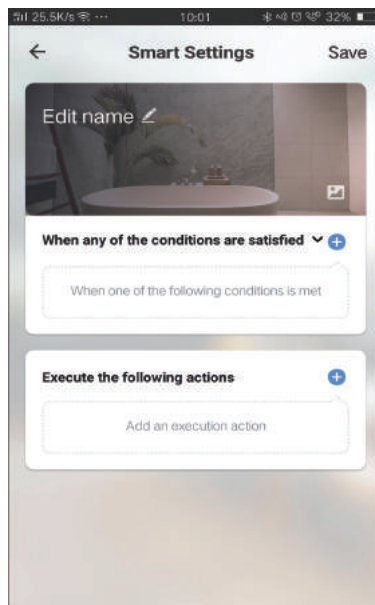 25.5K/s ... 10:01 32%
Smart Settings Save
Edit name
When any of the conditions are satisfied
When one of the following conditions is met
Execute the following actions
Add an execution action